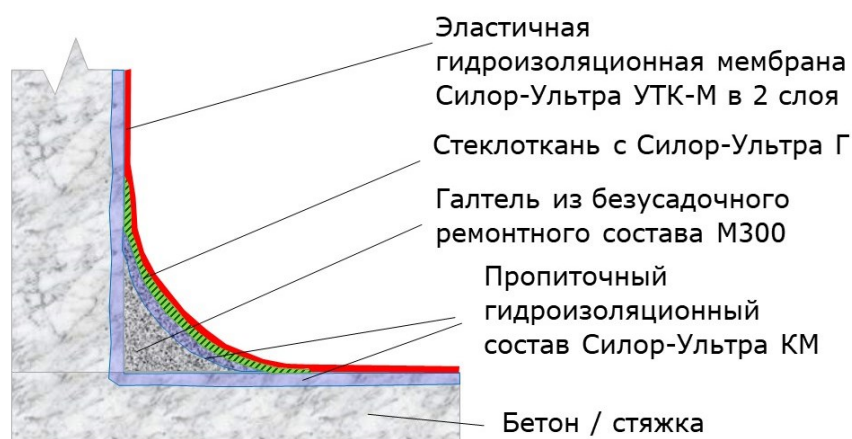 Эластичная
гидроизоляционная мембрана
Силор-Ультра УТК-М в 2 слоя
Стеклоткань с Силор-Ультра Г
Галтель из безусадочного
ремонтного состава М300
Пропиточный
гидроизоляционный
состав Силор-Ультра КМ
Бетон / стяжка